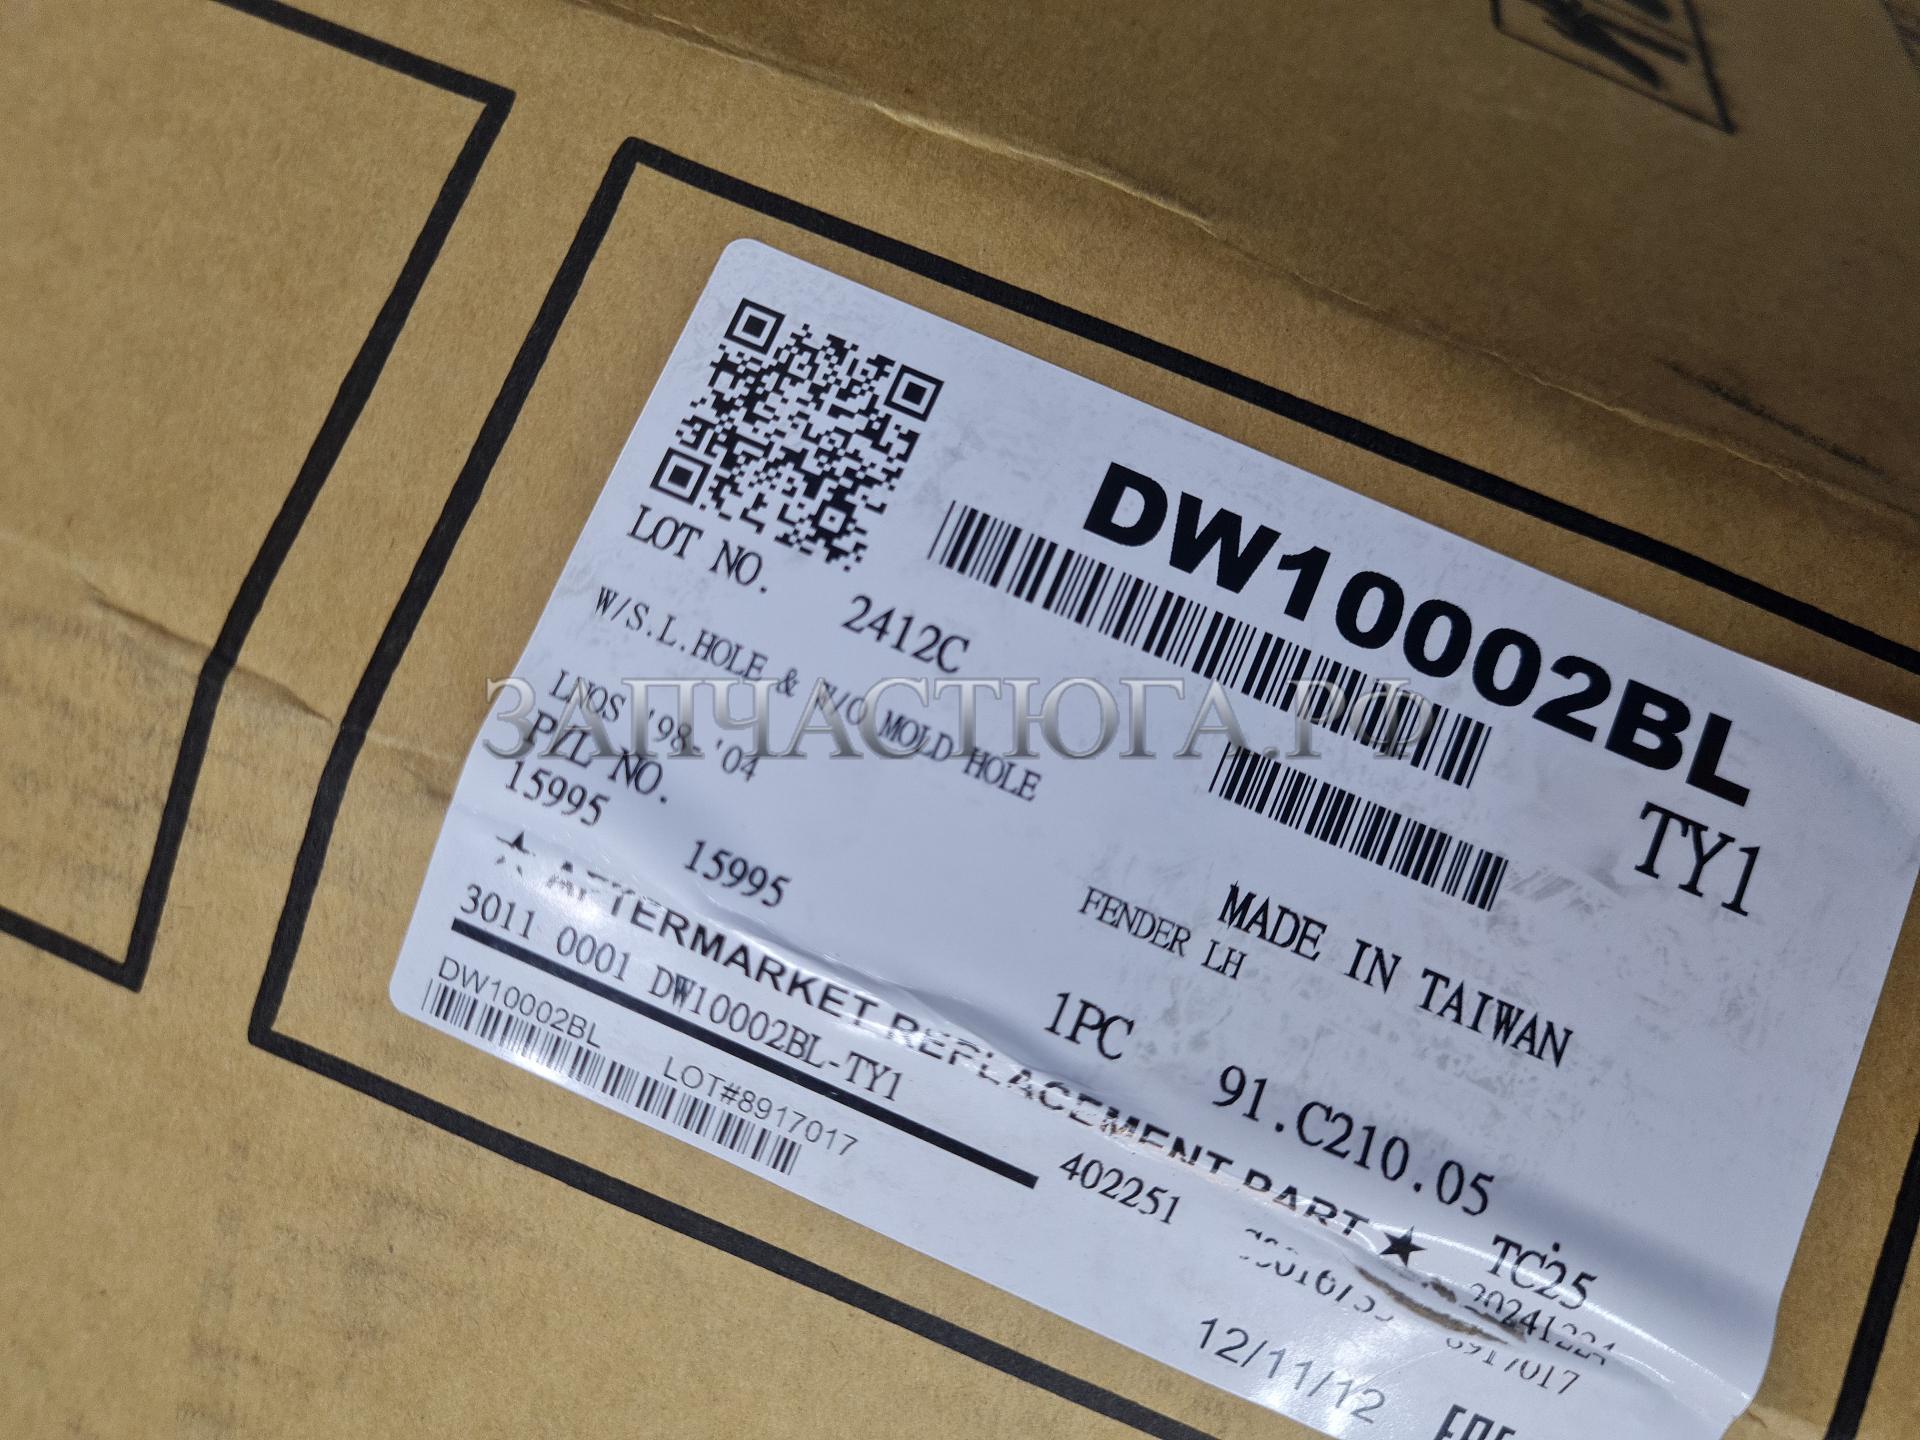 DW10002BL
TY1
LOT NO. 2412C
W/S.L.HOLE & W/O MOLD HOLE
LNOS '98-'04
P/L NO.
15995 15995
MADE IN TAIWAN
FENDER LH
1PC 91.C210.05 TC25
★ AFTERMARKET REPLACEMENT PART ★
3011 0001 DW10002BL-TY1 402251 20241224
DW10002BL LOT#8917017
8917017
12/11/12
ЗАПЧАСТЮГА.РФ